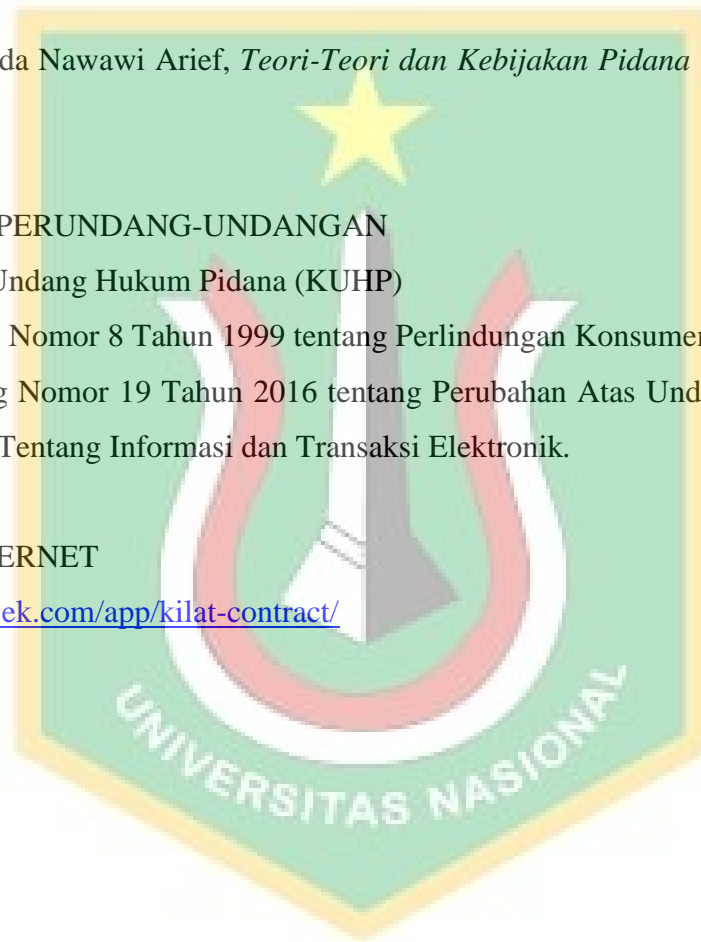 da Nawawi Arief, Teori-Teori dan Kebijakan Pidana
PERUNDANG-UNDANGAN
Undang Hukum Pidana (KUHP)
Nomor 8 Tahun 1999 tentang Perlindungan Konsumen
g Nomor 19 Tahun 2016 tentang Perubahan Atas Und
Tentang Informasi dan Transaksi Elektronik.
ERNET
ek.com/app/kilat-contract/
UNIVERSITAS NASIONAL